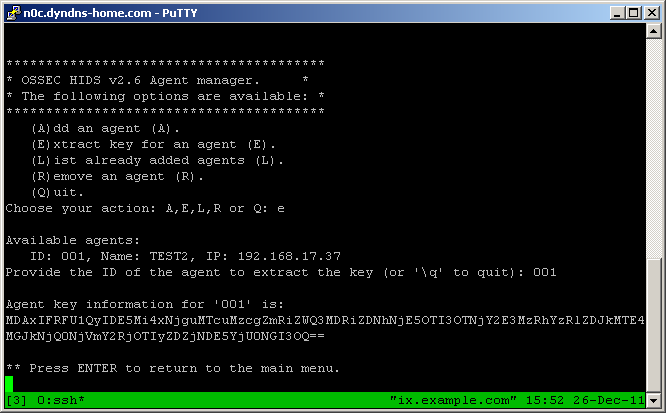 n0c.dyndns-home.com - PuTTY
****************************************
* OSSEC HIDS v2.6 Agent manager.     *
* The following options are available: *
****************************************
(A)dd an agent (A).
(E)xtract key for an agent (E).
(L)ist already added agents (L).
(R)emove an agent (R).
(Q)uit.
Choose your action: A,E,L,R or Q: e
Available agents:
ID: 001, Name: TEST2, IP: 192.168.17.37
Provide the ID of the agent to extract the key (or '\q' to quit): 001
Agent key information for '001' is:
MDAxIFRFU1QyIDE5Mi4xNjguMTcuMzcgZmRiZWQ3MDRiZDNhNjE5OTI3OTNjY2E3MzRhYzRlZDJkMTE4
MGJkNjQ0NjVmY2RjOTIyZDZjNDE5YjU0NGI3OQ==
** Press ENTER to return to the main menu.
[3] 0:ssh* "ix.example.com" 15:52 26-Dec-11